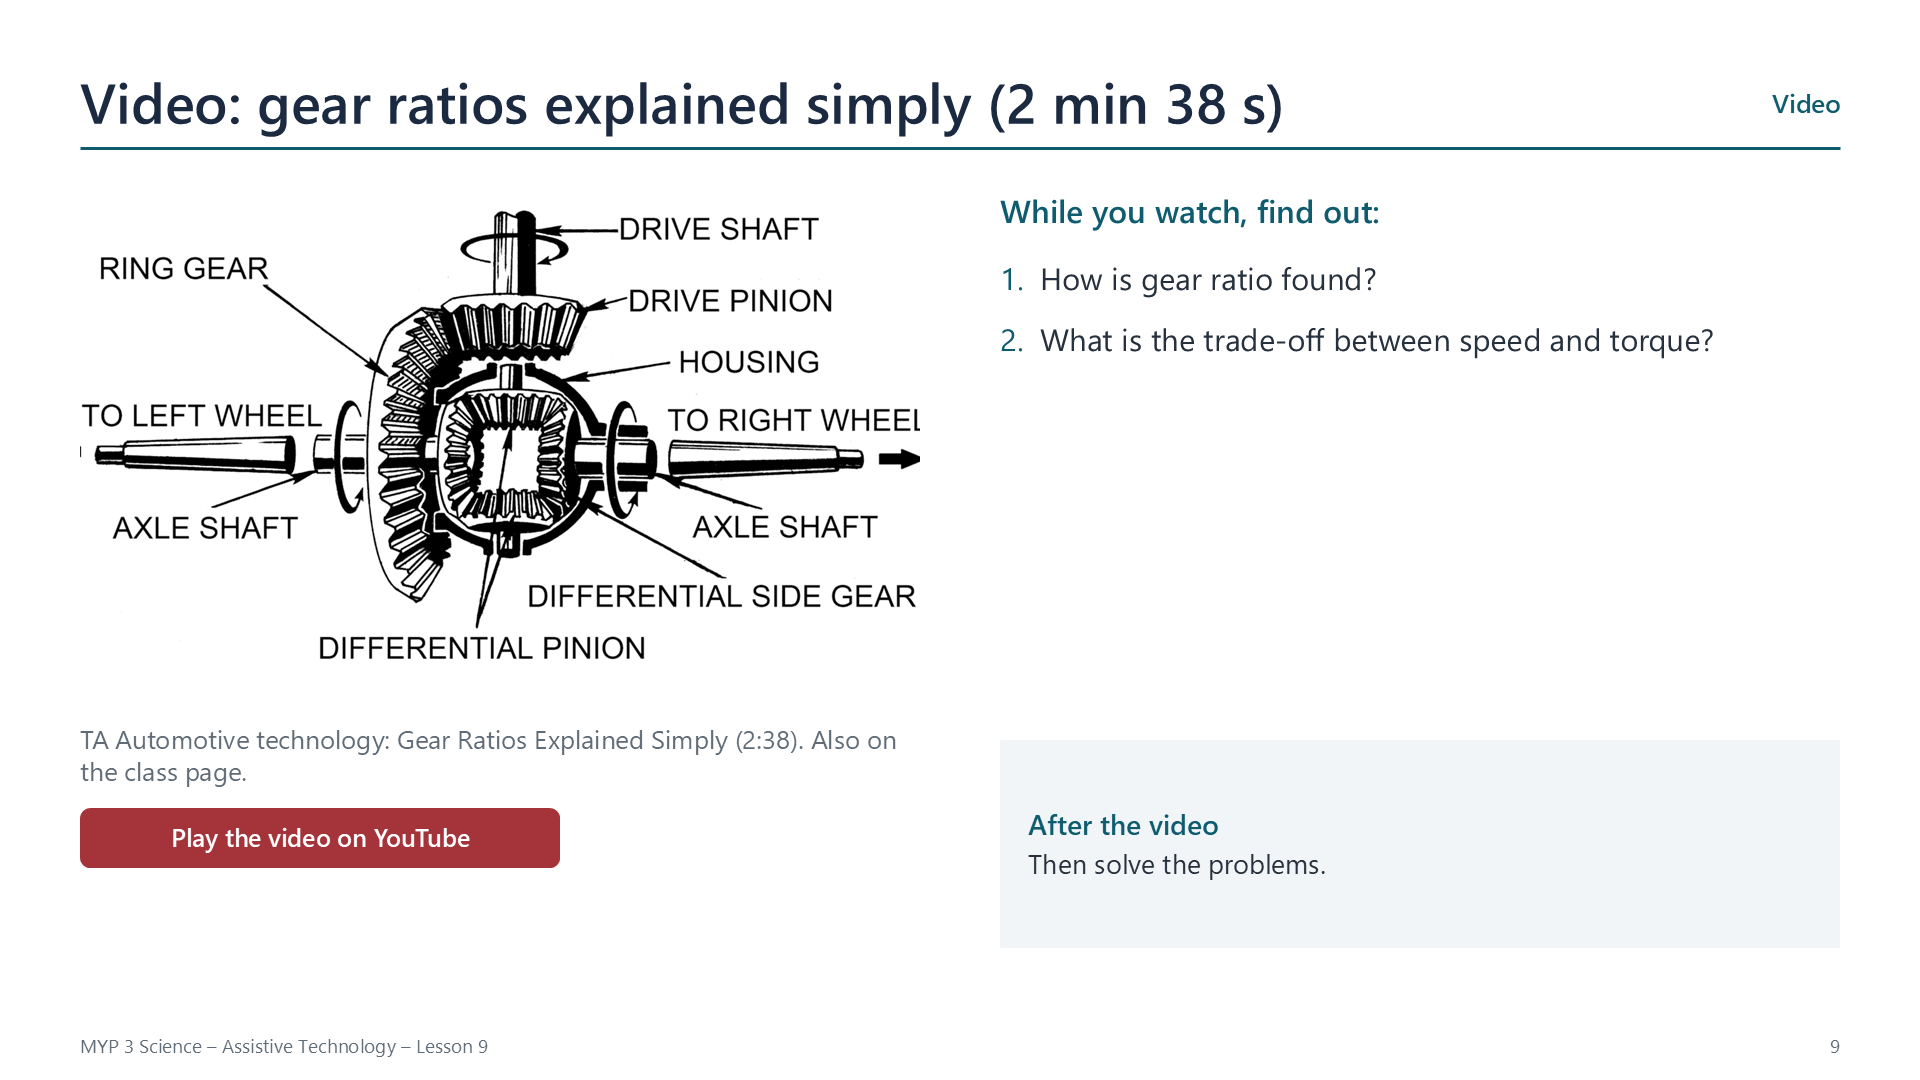 Video: gear ratios explained simply (2 min 38 s)
Video
DRIVE SHAFT
RING GEAR
DRIVE PINION
HOUSING
TO LEFT WHEEL
TO RIGHT WHEEL
AXLE SHAFT
AXLE SHAFT
DIFFERENTIAL SIDE GEAR
DIFFERENTIAL PINION
TA Automotive technology: Gear Ratios Explained Simply (2:38). Also on
the class page.
Play the video on YouTube
While you watch, find out:
1. How is gear ratio found?
2. What is the trade-off between speed and torque?
After the video
Then solve the problems.
MYP 3 Science – Assistive Technology – Lesson 9
9